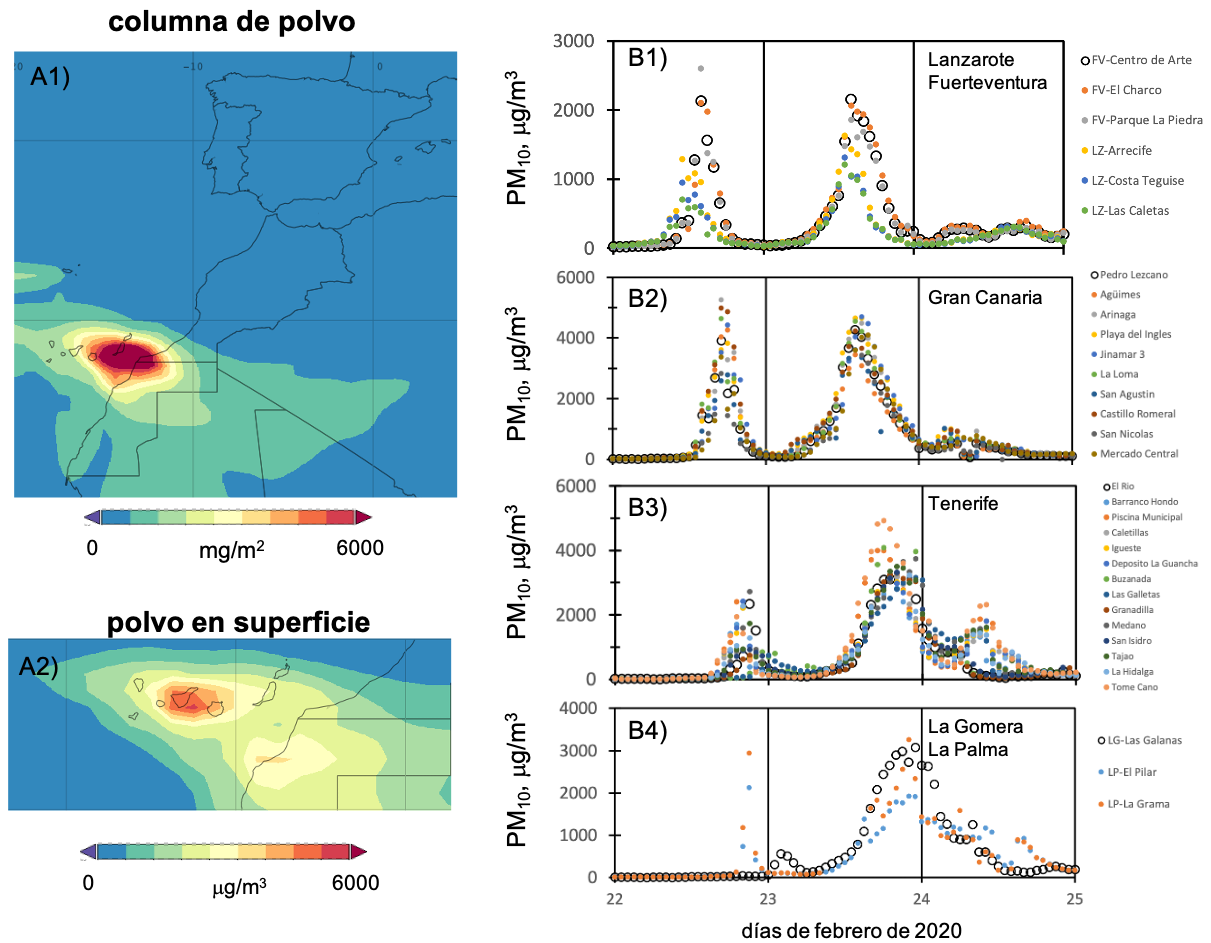 columna de polvo
A1)
20
-10
0
0
mg/m2
6000
polvo en superficie
A2)
0
µg/m3
6000
B1)
Lanzarote
Fuerteventura
PM10, µg/m3
3000
2000
1000
0
FV-Centro de Arte
FV-El Charco
FV-Parque La Piedra
LZ-Arrecife
LZ-Costa Teguise
LZ-Las Caletas
B2)
Gran Canaria
PM10, µg/m3
6000
4000
2000
0
Pedro Lezcano
Agüimes
Arinaga
Playa del Ingles
Jinamar 3
La Loma
San Agustin
Castillo Romeral
San Nicolas
Mercado Central
B3)
Tenerife
PM10, µg/m3
6000
4000
2000
0
El Rio
Barranco Hondo
Piscina Municipal
Caletillas
Igueste
Deposito La Guancha
Buzanada
Las Galletas
Granadilla
Medano
San Isidro
Tajao
La Hidalga
Tome Cano
B4)
La Gomera
La Palma
PM10, µg/m3
4000
3000
2000
1000
0
LG-Las Galanas
LP-El Pilar
LP-La Grama
22
23
24
25
días de febrero de 2020